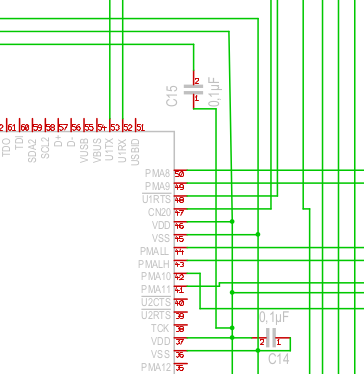 2
C15
0,1µF
1
61 60 59 58 57 56 55 54 53 52 51
TDO TDI SDA2 SCL2 D+ D- VUSB VBUS U1TX U1RX USBID
PMA8 50
PMA9 49
U1RTS 48
CN20 47
VDD 46
VSS 45
PMALL 44
PMALH 43
PMA10 42
PMA11 41
U2CTS 40
U2RTS 39
0,1µF
TCK 38
VDD 37
2 1
VSS 36
C14
PMA12 35